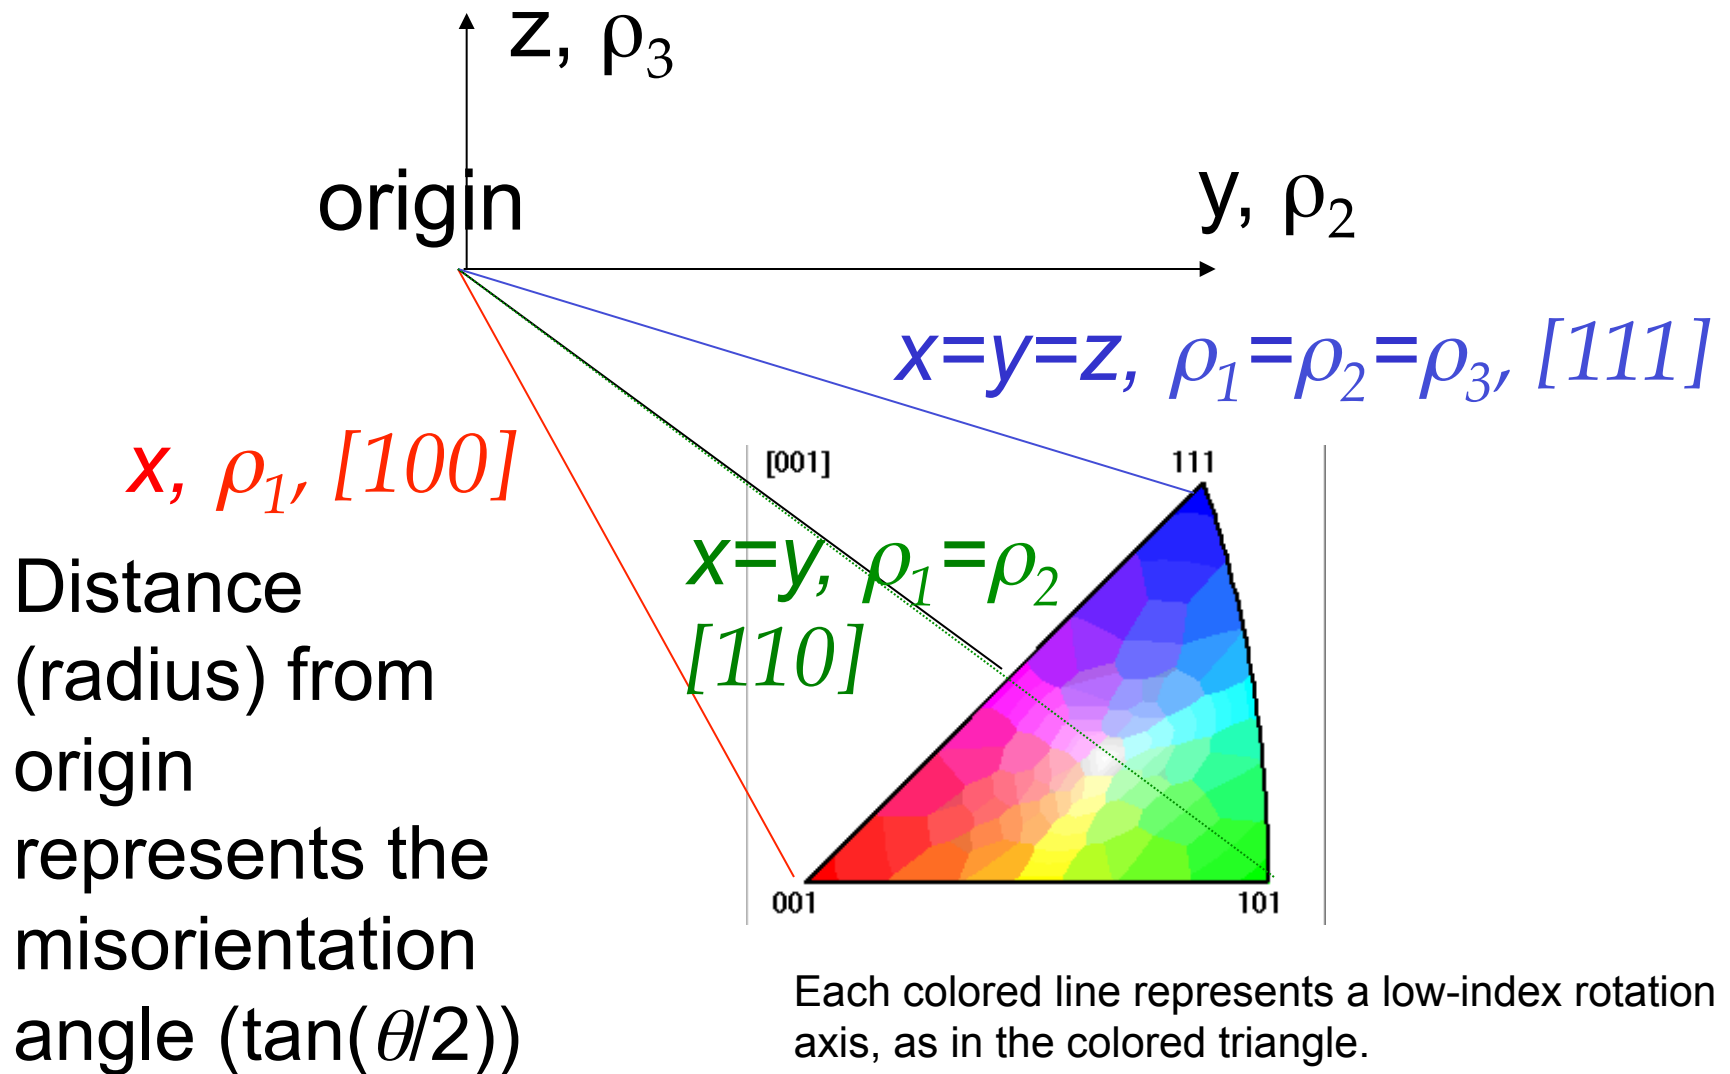 z, ρ₃
origin
y, ρ₂
x=y=z, ρ₁=ρ₂=ρ₃, [111]
x, ρ₁, [100]
[001]
111
x=y, ρ₁=ρ₂
[110]
Distance
(radius) from
origin
represents the
misorientation
angle (tan(θ/2))
001
101
Each colored line represents a low-index rotation
axis, as in the colored triangle.